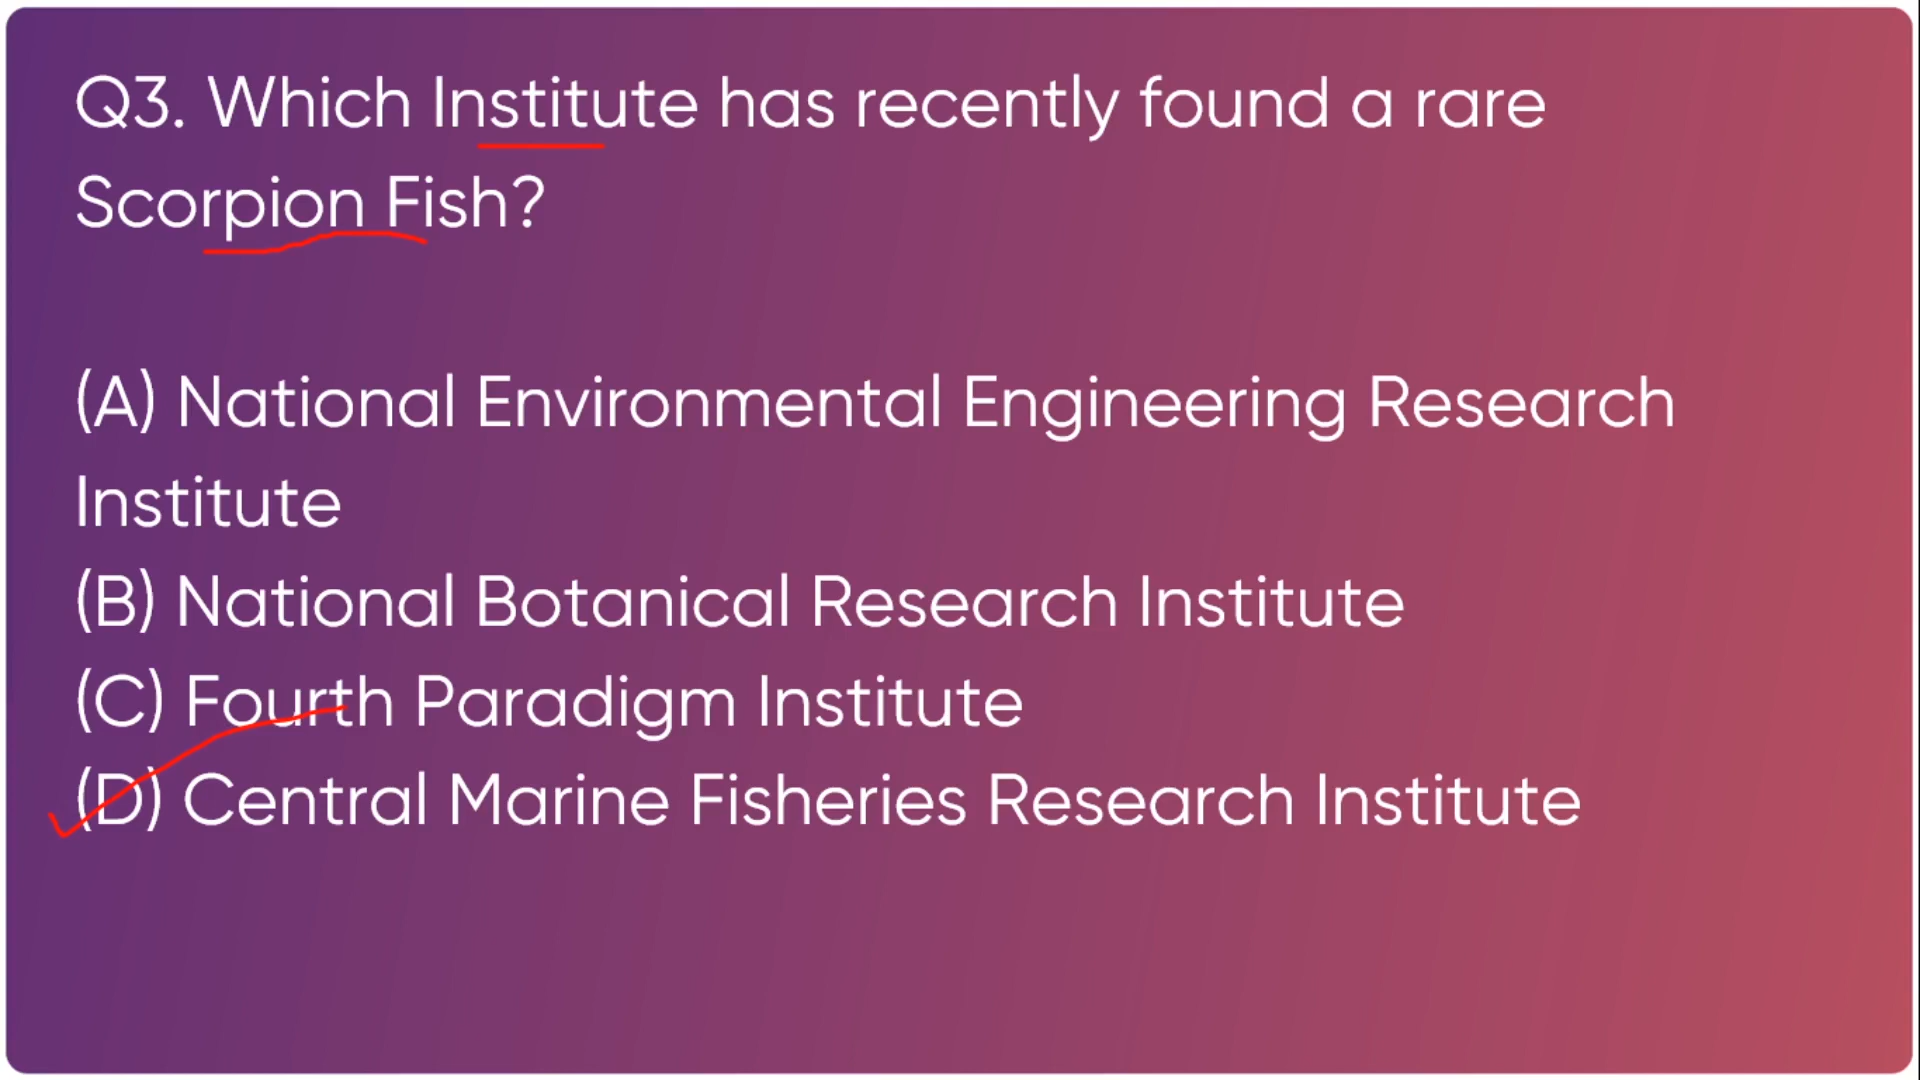 Q3. Which Institute has recently found a rare
Scorpion Fish?
(A) National Environmental Engineering Research
Institute
(B) National Botanical Research Institute
(C) Fourth Paradigm Institute
(D) Central Marine Fisheries Research Institute